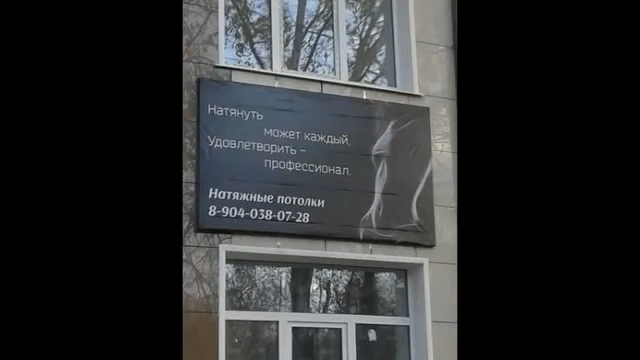 Натянуть
может каждый.
Удовлетворить –
профессионал.
Натяжные потолки
8-904-038-07-28